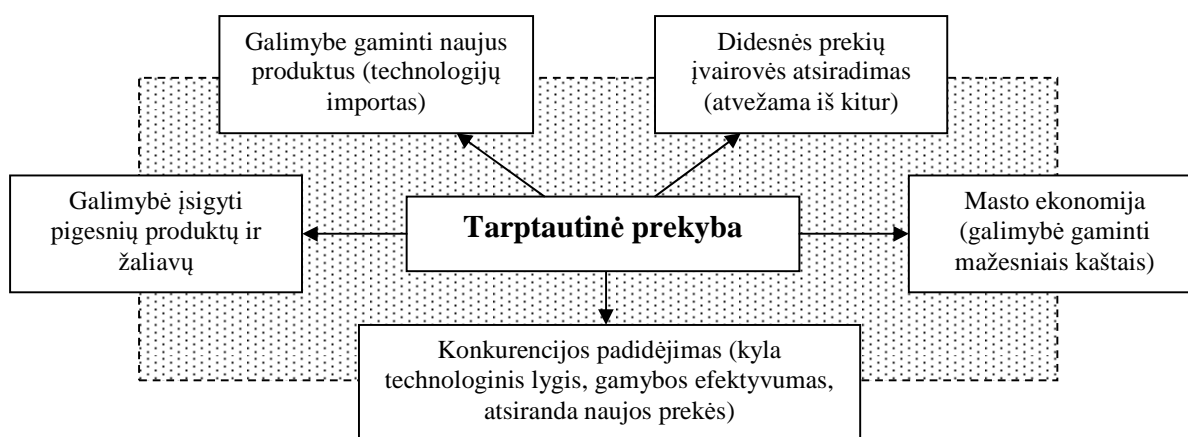 Galimybe gaminti naujus
produktus (technologijų
importas)
Didesnės prekių
įvairovės atsiradimas
(atvežama iš kitur)
Galimybė įsigyti
pigesnių produktų ir
žaliavų
Tarptautinė prekyba
Masto ekonomija
(galimybė gaminti
mažesniais kaštais)
Konkurencijos padidėjimas (kyla
technologinis lygis, gamybos efektyvumas,
atsiranda naujos prekės)